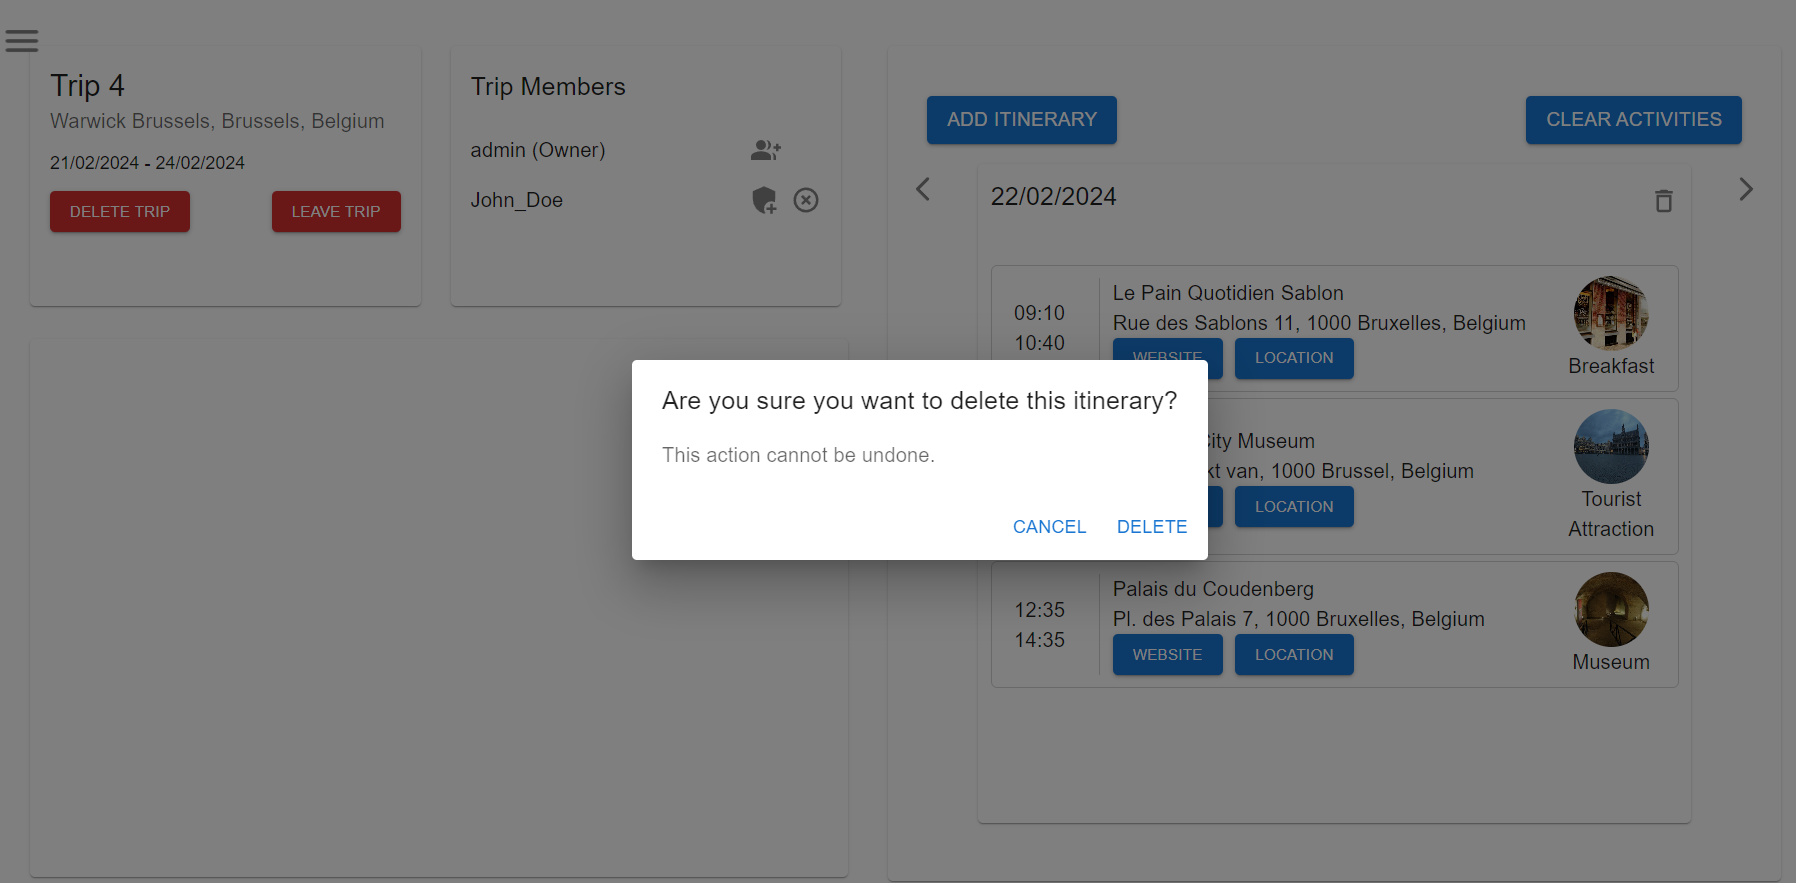 Trip 4
Warwick Brussels, Brussels, Belgium
21/02/2024 - 24/02/2024
DELETE TRIP
LEAVE TRIP
Trip Members
admin (Owner)
John_Doe
ADD ITINERARY
CLEAR ACTIVITIES
22/02/2024
09:10
10:40
Le Pain Quotidien Sablon
Rue des Sablons 11, 1000 Bruxelles, Belgium
WEBSITE
LOCATION
Breakfast
City Museum
van, 1000 Brussel, Belgium
LOCATION
Tourist
Attraction
12:35
14:35
Palais du Coudenberg
Pl. des Palais 7, 1000 Bruxelles, Belgium
WEBSITE
LOCATION
Museum
Are you sure you want to delete this itinerary?
This action cannot be undone.
CANCEL
DELETE